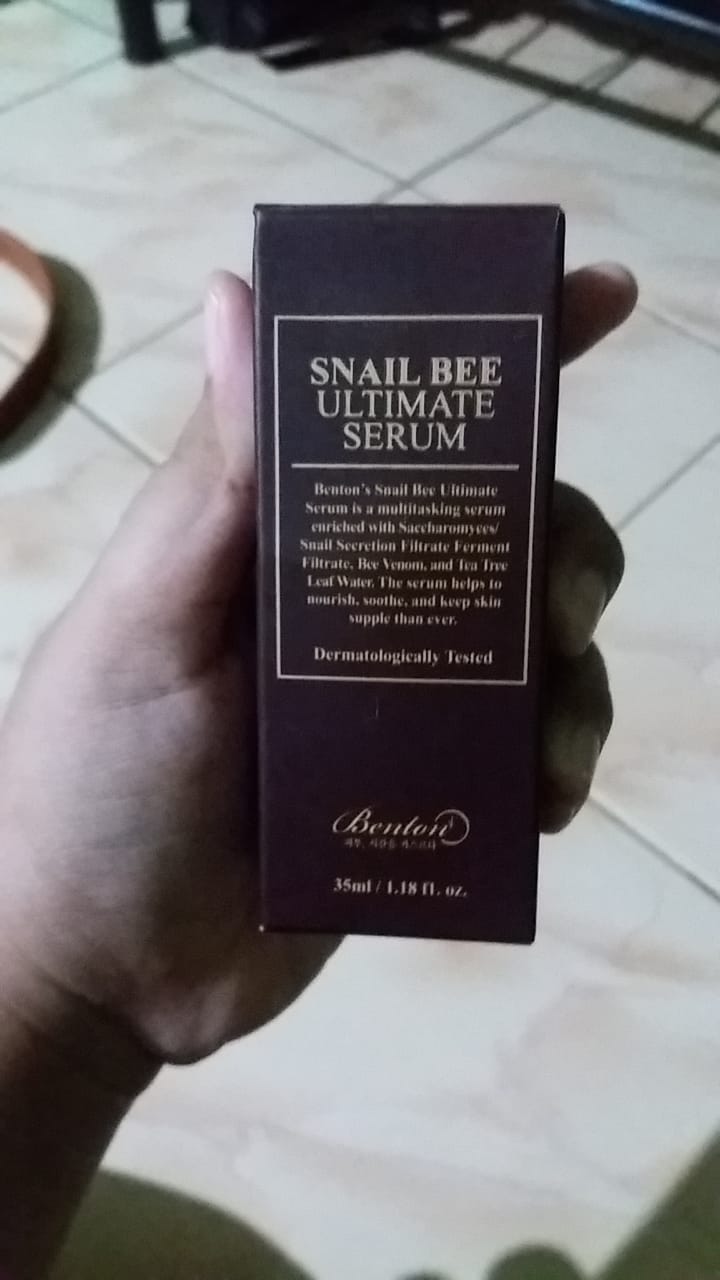 SNAIL BEE
ULTIMATE
SERUM
Benton's Snail Bee Ultimate
Serum is a multitasking serum
enriched with Saccharomyces/
Snail Secretion Filtrate Ferment
Filtrate, Bee Venom, and Tea Tree
Leaf Water. The serum helps to
nourish, soothe, and keep skin
supple than ever.
Dermatologically Tested
Benton
35ml / 1.18 fl. oz.